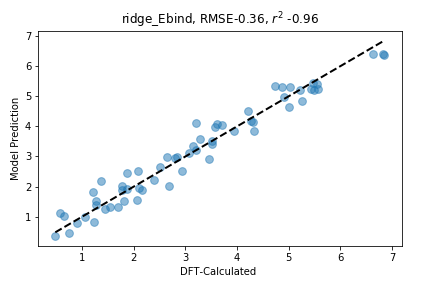 ridge_Ebind, RMSE-0.36, r² -0.96
7
6
5
4
3
2
1
Model Prediction
1 2 3 4 5 6 7
DFT-Calculated